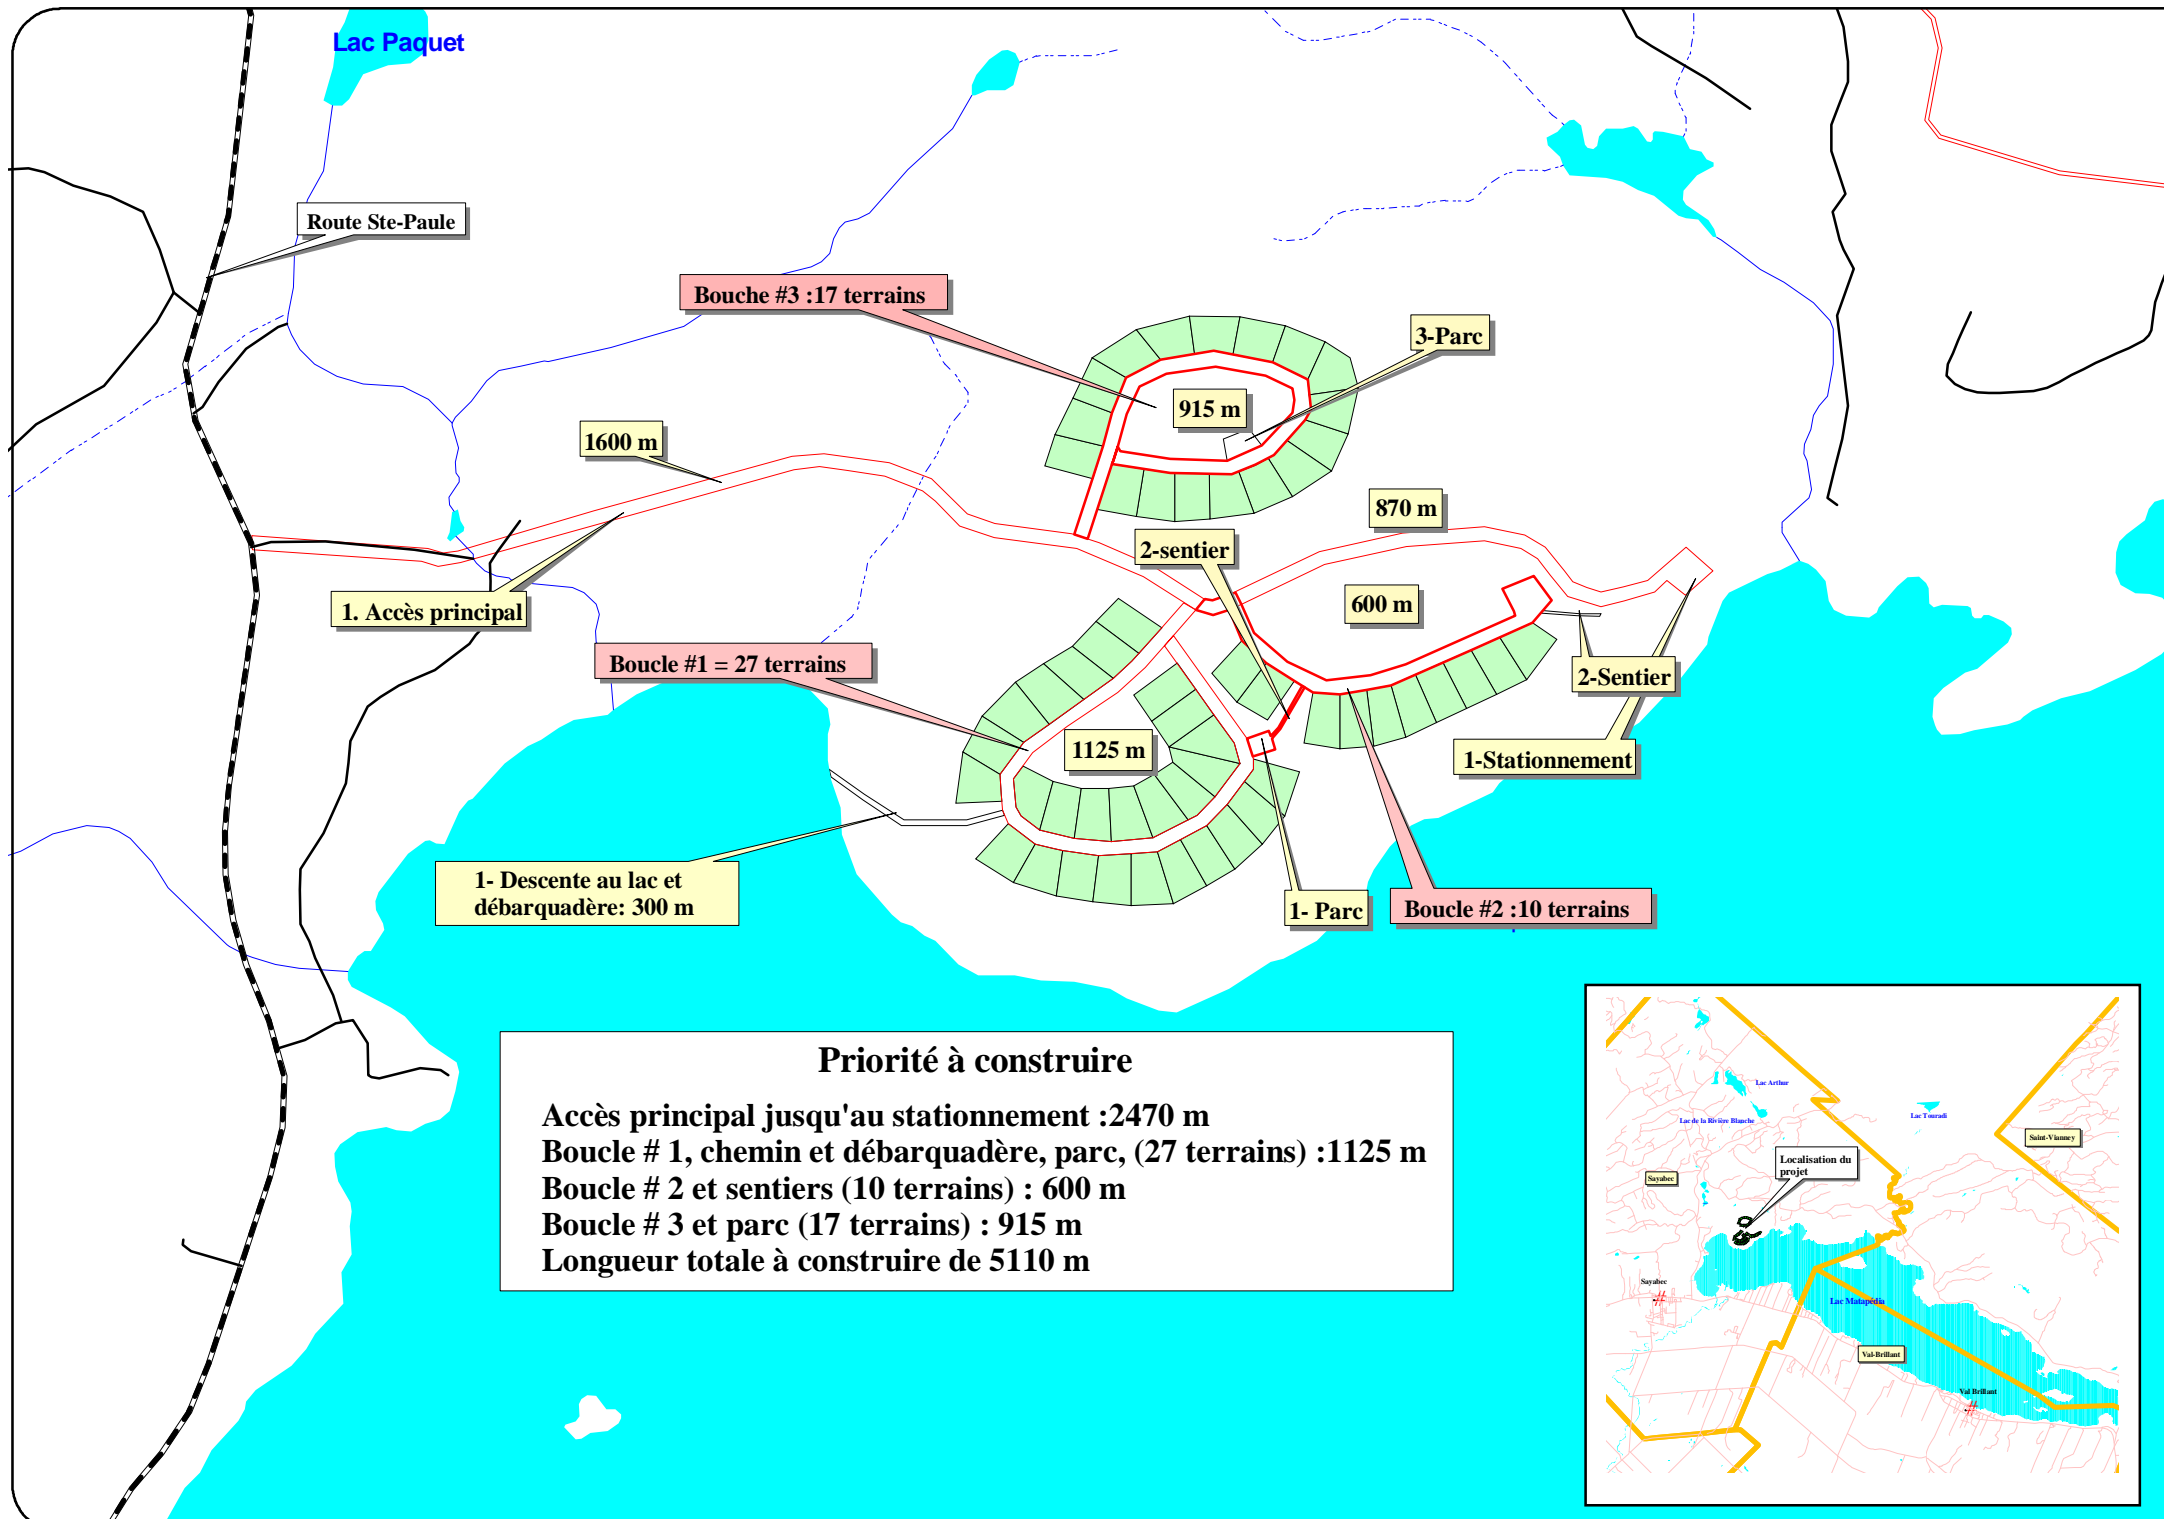 Lac Paquet
Route Ste-Paule
Bouche #3 :17 terrains
3-Parc
915 m
1600 m
870 m
2-sentier
1. Accès principal
600 m
Boucle #1 = 27 terrains
2-Sentier
1125 m
1-Stationnement
1- Descente au lac et
débarquadère: 300 m
1- Parc
Boucle #2 :10 terrains
Priorité à construire
Accès principal jusqu'au stationnement :2470 m
Boucle # 1, chemin et débarquadère, parc, (27 terrains) :1125 m
Boucle # 2 et sentiers (10 terrains) : 600 m
Boucle # 3 et parc (17 terrains) : 915 m
Longueur totale à construire de 5110 m
Lac Arthur
Lac Touradi
Lac de la Rivière Blanche
Saint-Vianney
Localisation du
projet
Sayabec
Sayabec
Lac Matapédia
Val-Brillant
Val Brillant